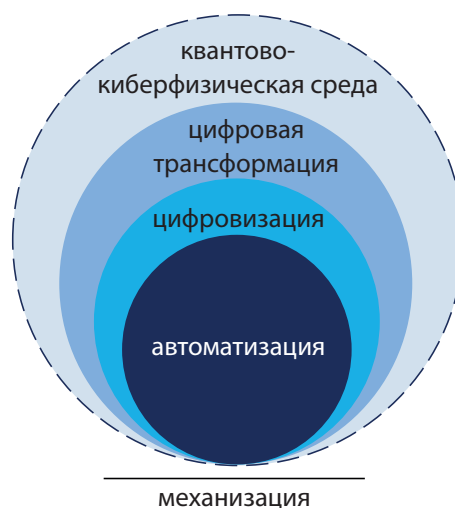 квантово-
киберфизическая среда
цифровая
трансформация
цифровизация
автоматизация
механизация